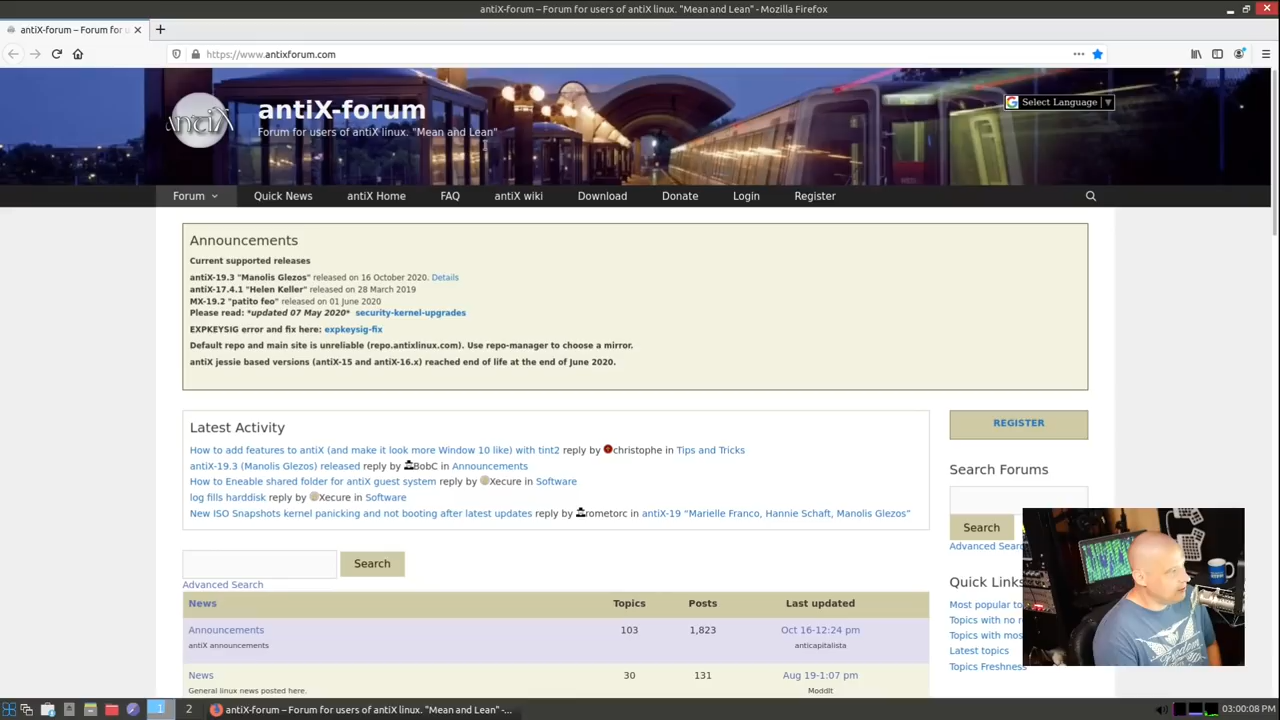 antiX-forum – Forum for users of antiX linux. "Mean and Lean" - Mozilla Firefox
antiX-forum – Forum for u
https://www.antixforum.com
antiX
antiX-forum
Forum for users of antiX linux. "Mean and Lean"
Select Language
Forum Quick News antiX Home FAQ antiX wiki Download Donate Login Register
Announcements
Current supported releases
antiX-19.3 "Manolis Glezos" released on 16 October 2020. Details
antiX-17.4.1 "Helen Keller" released on 28 March 2019
MX-19.2 "patito feo" released on 01 June 2020
Please read: *updated 07 May 2020* security-kernel-upgrades
EXPKEYSIG error and fix here: expkeysig-fix
Default repo and main site is unreliable (repo.antixlinux.com). Use repo-manager to choose a mirror.
antiX jessie based versions (antiX-15 and antiX-16.x) reached end of life at the end of June 2020.
Latest Activity
How to add features to antiX (and make it look more Window 10 like) with tint2 reply by christophe in Tips and Tricks
antiX-19.3 (Manolis Glezos) released reply by BobC in Announcements
How to Eneable shared folder for antiX guest system reply by Xecure in Software
log fills harddisk reply by Xecure in Software
New ISO Snapshots kernel panicking and not booting after latest updates reply by rometorc in antiX-19 “Marielle Franco, Hannie Schaft, Manolis Glezos”
REGISTER
Search Forums
Search
Advanced Searc
Quick Links
Most popular to
Topics with no r
Topics with mos
Latest topics
Topics Freshness
Search
Advanced Search
News Topics Posts Last updated
Announcements 103 1,823 Oct 16-12:24 pm
antiX announcements anticapitalista
News 30 131 Aug 19-1:07 pm
General linux news posted here. ModdIt
1 2 antiX-forum – Forum for users of antiX linux. "Mean and Lean" -... 03:00:08 PM